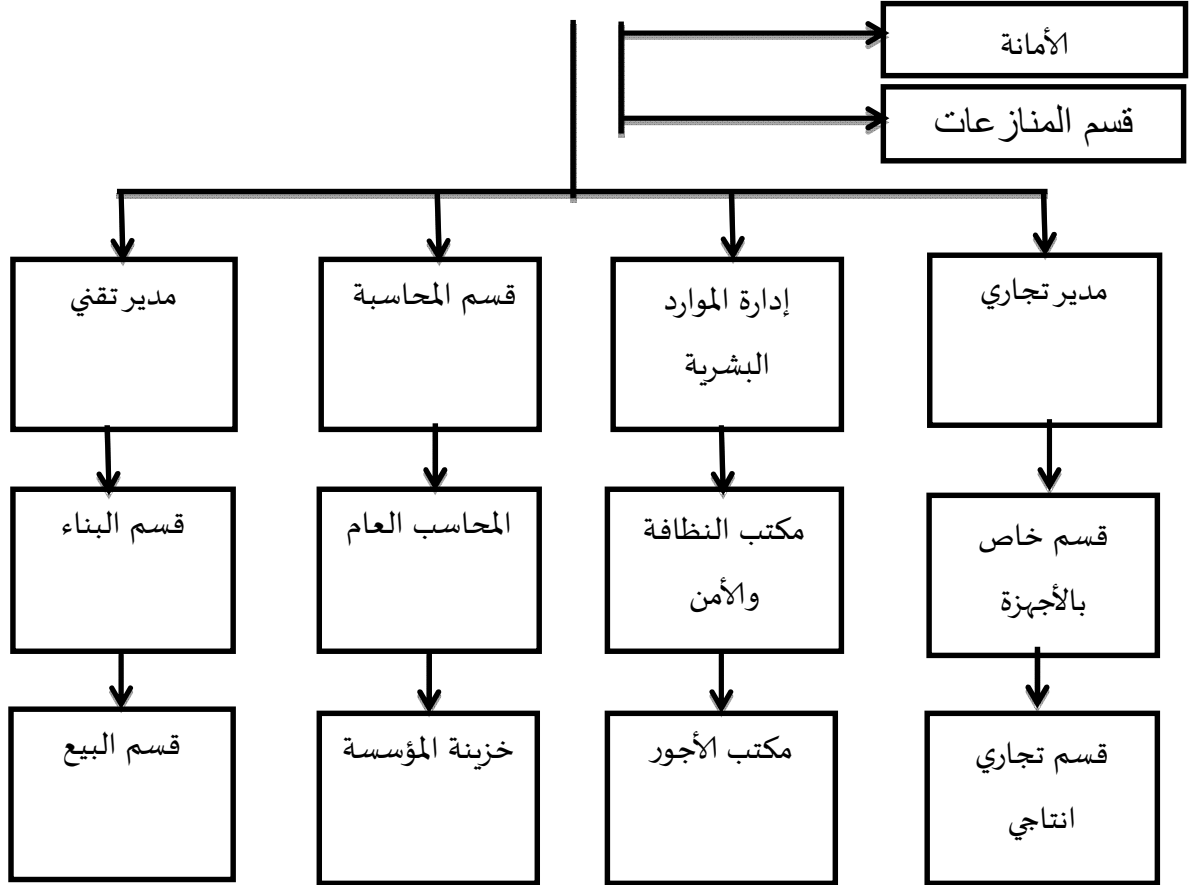 الأمانة
قسم المنازعات
مدير تجاري
إدارة الموارد
البشرية
قسم المحاسبة
مدير تقني
قسم خاص
بالأجهزة
مكتب النظافة
والأمن
المحاسب العام
قسم البناء
قسم تجاري
انتاجي
مكتب الأجور
خزينة المؤسسة
قسم البيع